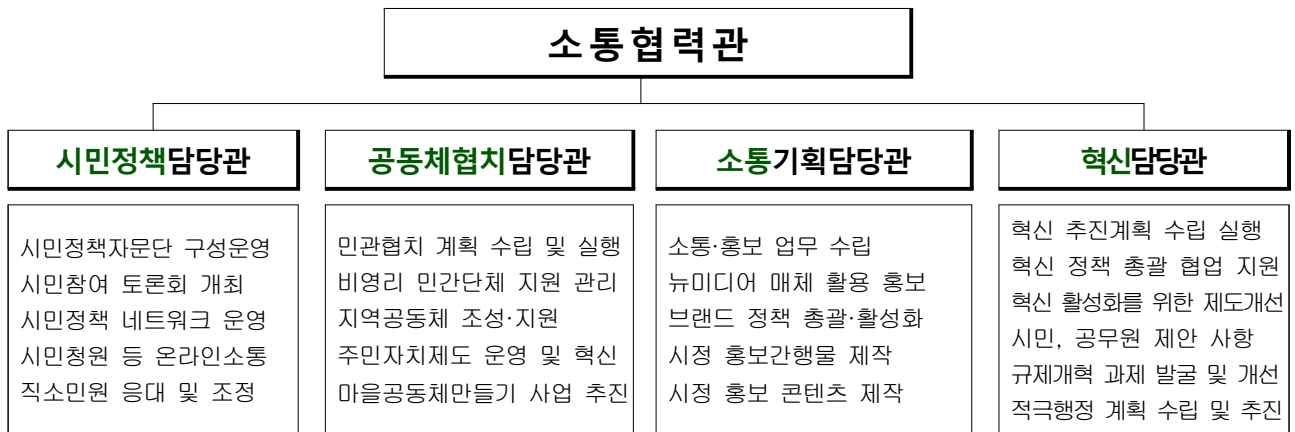 소통협력관
시민정책담당관
시민정책자문단 구성운영
시민참여 토론회 개최
시민정책 네트워크 운영
시민청원 등 온라인소통
직소민원 응대 및 조정
공동체협치담당관
민관협치 계획 수립 및 실행
비영리 민간단체 지원 관리
지역공동체 조성·지원
주민자치제도 운영 및 혁신
마을공동체만들기 사업 추진
소통기획담당관
소통·홍보 업무 수립
뉴미디어 매체 활용 홍보
브랜드 정책 총괄·활성화
시정 홍보간행물 제작
시정 홍보 콘텐츠 제작
혁신담당관
혁신 추진계획 수립 실행
혁신 정책 총괄 협업 지원
혁신 활성화를 위한 제도개선
시민, 공무원 제안 사항
규제개혁 과제 발굴 및 개선
적극행정 계획 수립 및 추진